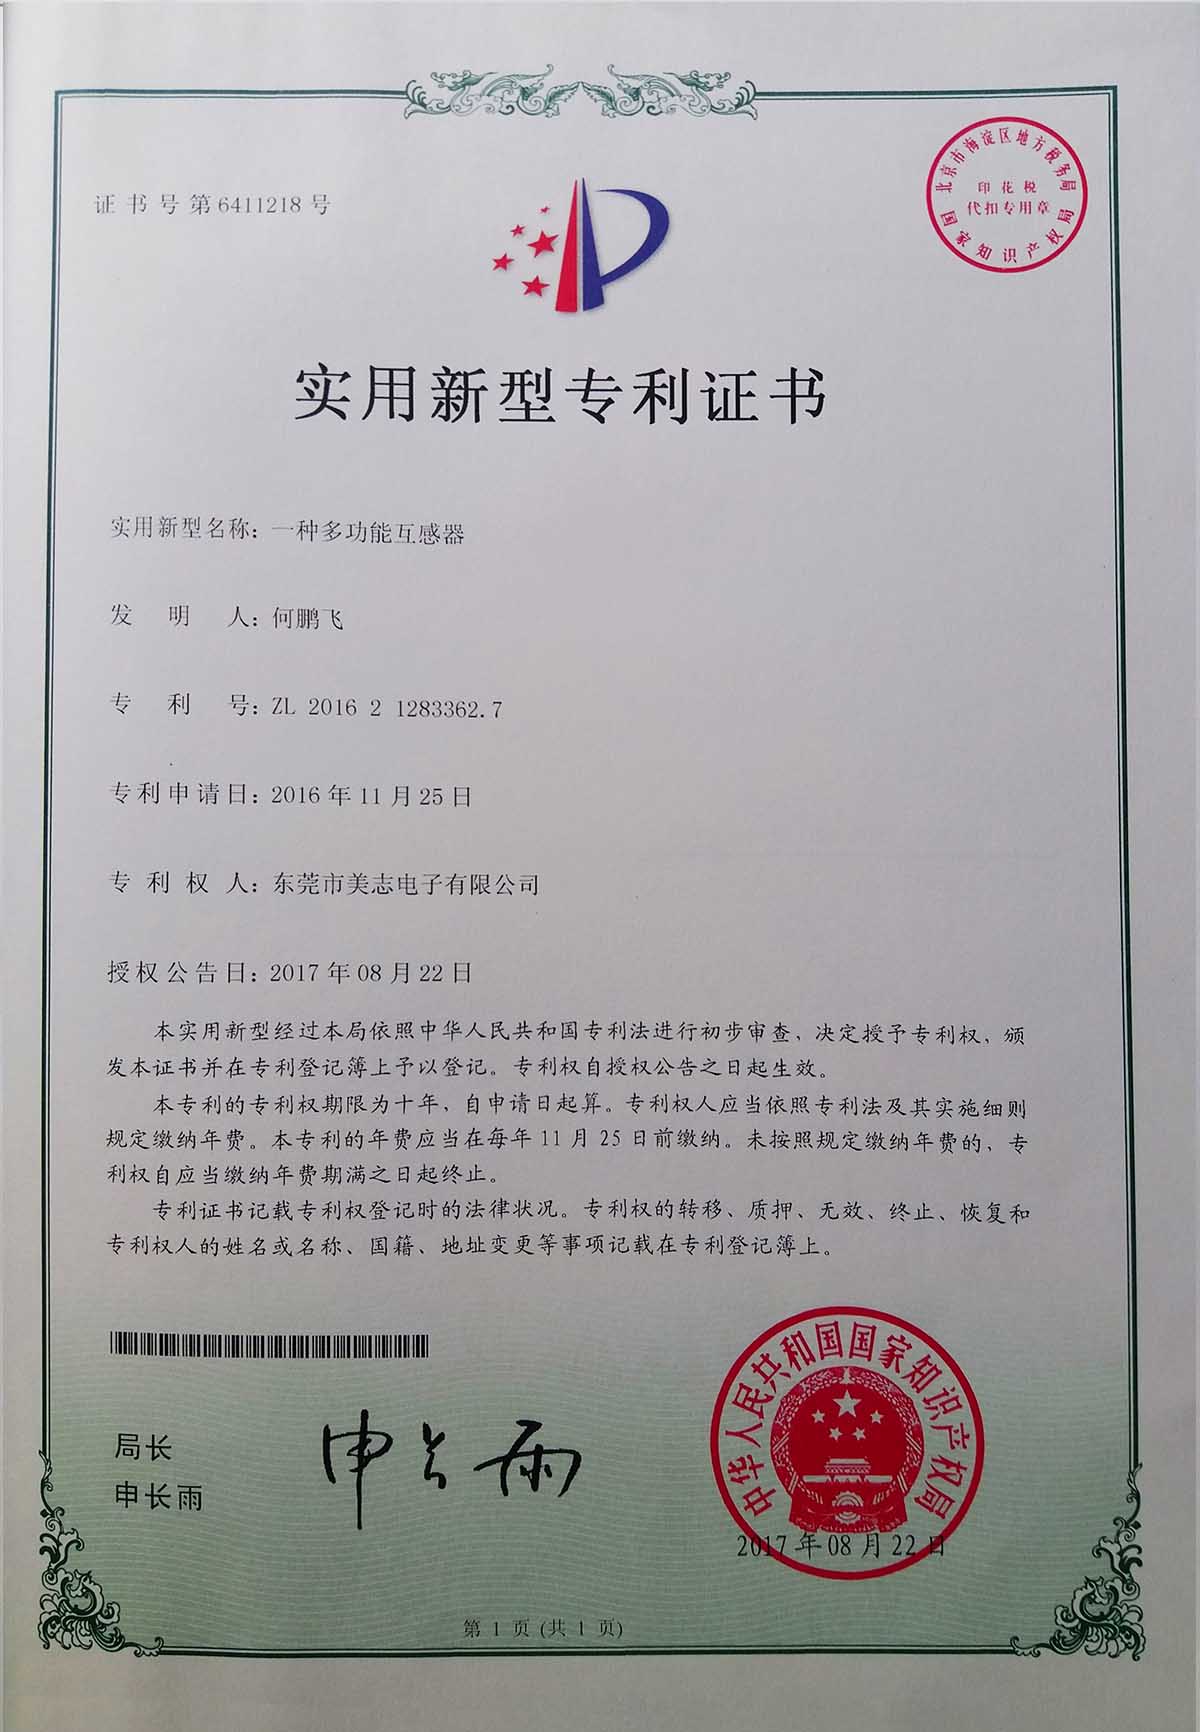 证书号第6411218号
北京市海淀区地方税务局
印花税
代扣专用章
国家知识产权局
实用新型专利证书
实用新型名称：一种多功能互感器
发明人：何鹏飞
专利号：ZL 2016 2 1283362.7
专利申请日：2016年11月25日
专利权人：东莞市美志电子有限公司
授权公告日：2017年08月22日
本实用新型经过本局依照中华人民共和国专利法进行初步审查，决定授予专利权，颁
发本证书并在专利登记簿上予以登记。专利权自授权公告之日起生效。
本专利的专利权期限为十年，自申请日起算。专利权人应当依照专利法及其实施细则
规定缴纳年费。本专利的年费应当在每年11月25日前缴纳。未按照规定缴纳年费的，专
利权自应当缴纳年费期满之日起终止。
专利证书记载专利权登记时的法律状况。专利权的转移、质押、无效、终止、恢复和
专利权人的姓名或名称、国籍、地址变更等事项记载在专利登记簿上。
局长
申长雨
申长雨
中华人民共和国国家知识产权局
2017年08月22日
第1页(共1页)